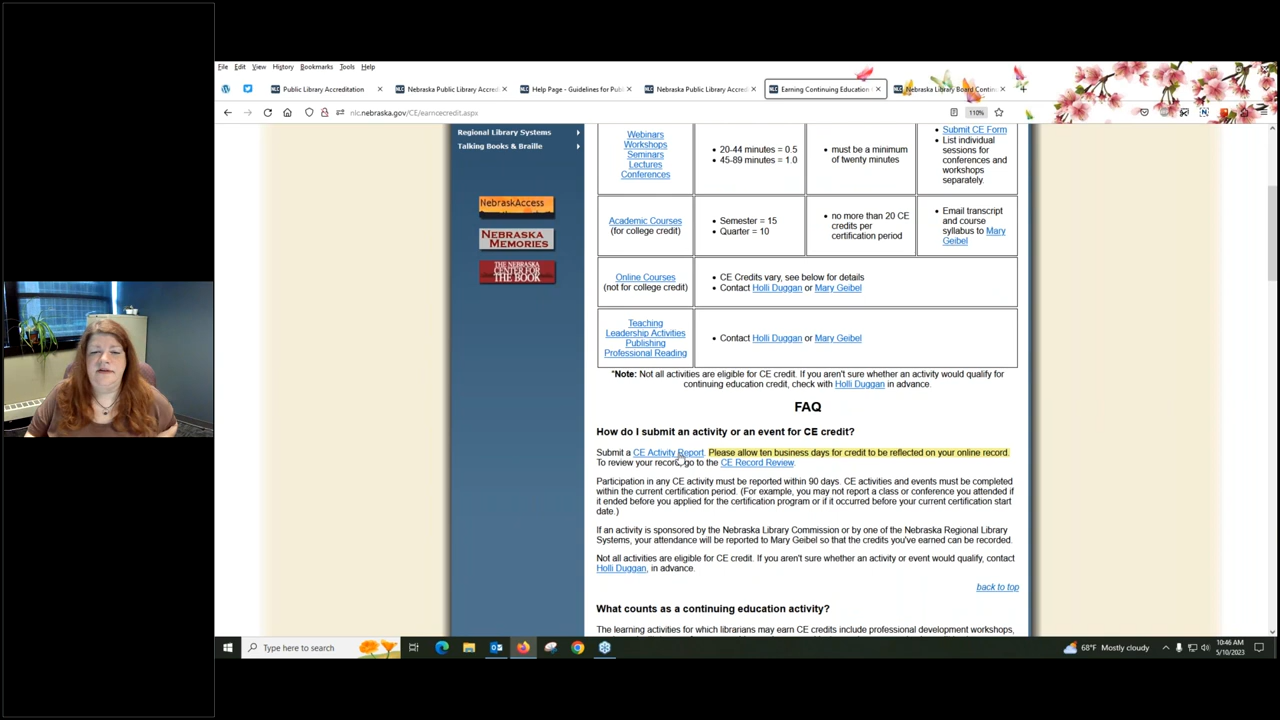 File Edit View History Bookmarks Tools Help
Public Library Accreditation
Nebraska Public Library Accred
Help Page - Guidelines for Publ
Nebraska Public Library Accred
Earning Continuing Education
Nebraska Library Board Contin
nlc.nebraska.gov/CE/earncecredit.aspx
110%
Regional Library Systems
Talking Books & Braille
NebraskAccess
NEBRASKA
MEMORIES
THE NEBRASKA
CENTER FOR
THE BOOK
Webinars
Workshops
Seminars
Lectures
Conferences
• 20-44 minutes = 0.5
• 45-89 minutes = 1.0
• must be a minimum
of twenty minutes
• Submit CE Form
• List individual
sessions for
conferences and
workshops
separately.
Academic Courses
(for college credit)
• Semester = 15
• Quarter = 10
• no more than 20 CE
credits per
certification period
• Email transcript
and course
syllabus to Mary
Geibel
Online Courses
(not for college credit)
• CE Credits vary, see below for details
• Contact Holli Duggan or Mary Geibel
Teaching
Leadership Activities
Publishing
Professional Reading
• Contact Holli Duggan or Mary Geibel
*Note: Not all activities are eligible for CE credit. If you aren't sure whether an activity would qualify for
continuing education credit, check with Holli Duggan in advance.
FAQ
How do I submit an activity or an event for CE credit?
Submit a CE Activity Report. Please allow ten business days for credit to be reflected on your online record.
To review your record, go to the CE Record Review.
Participation in any CE activity must be reported within 90 days. CE activities and events must be completed
within the current certification period. (For example, you may not report a class or conference you attended if
it ended before you applied for the certification program or if it occurred before your current certification start
date.)
If an activity is sponsored by the Nebraska Library Commission or by one of the Nebraska Regional Library
Systems, your attendance will be reported to Mary Geibel so that the credits you've earned can be recorded.
Not all activities are eligible for CE credit. If you aren't sure whether an activity or event would qualify, contact
Holli Duggan, in advance.
back to top
What counts as a continuing education activity?
The learning activities for which librarians may earn CE credits include professional development workshops,
Type here to search
68°F Mostly cloudy
10:46 AM
5/10/2023